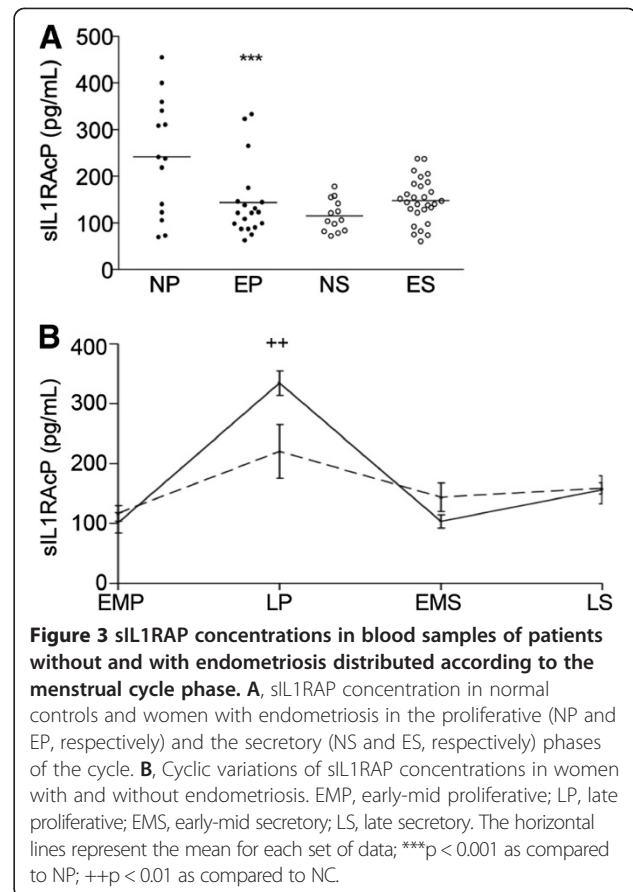 A
500
***
400
300
200
100
0
sIL1RAcP (pg/mL)
NP EP NS ES
B
400
++
300
200
100
0
sIL1RAcP (pg/mL)
EMP LP EMS LS
Figure 3 sIL1RAP concentrations in blood samples of patients
without and with endometriosis distributed according to the
menstrual cycle phase. A, sIL1RAP concentration in normal
controls and women with endometriosis in the proliferative (NP and
EP, respectively) and the secretory (NS and ES, respectively) phases
of the cycle. B, Cyclic variations of sIL1RAP concentrations in women
with and without endometriosis. EMP, early-mid proliferative; LP, late
proliferative; EMS, early-mid secretory; LS, late secretory. The horizontal
lines represent the mean for each set of data; ***p < 0.001 as compared
to NP; ++p < 0.01 as compared to NC.